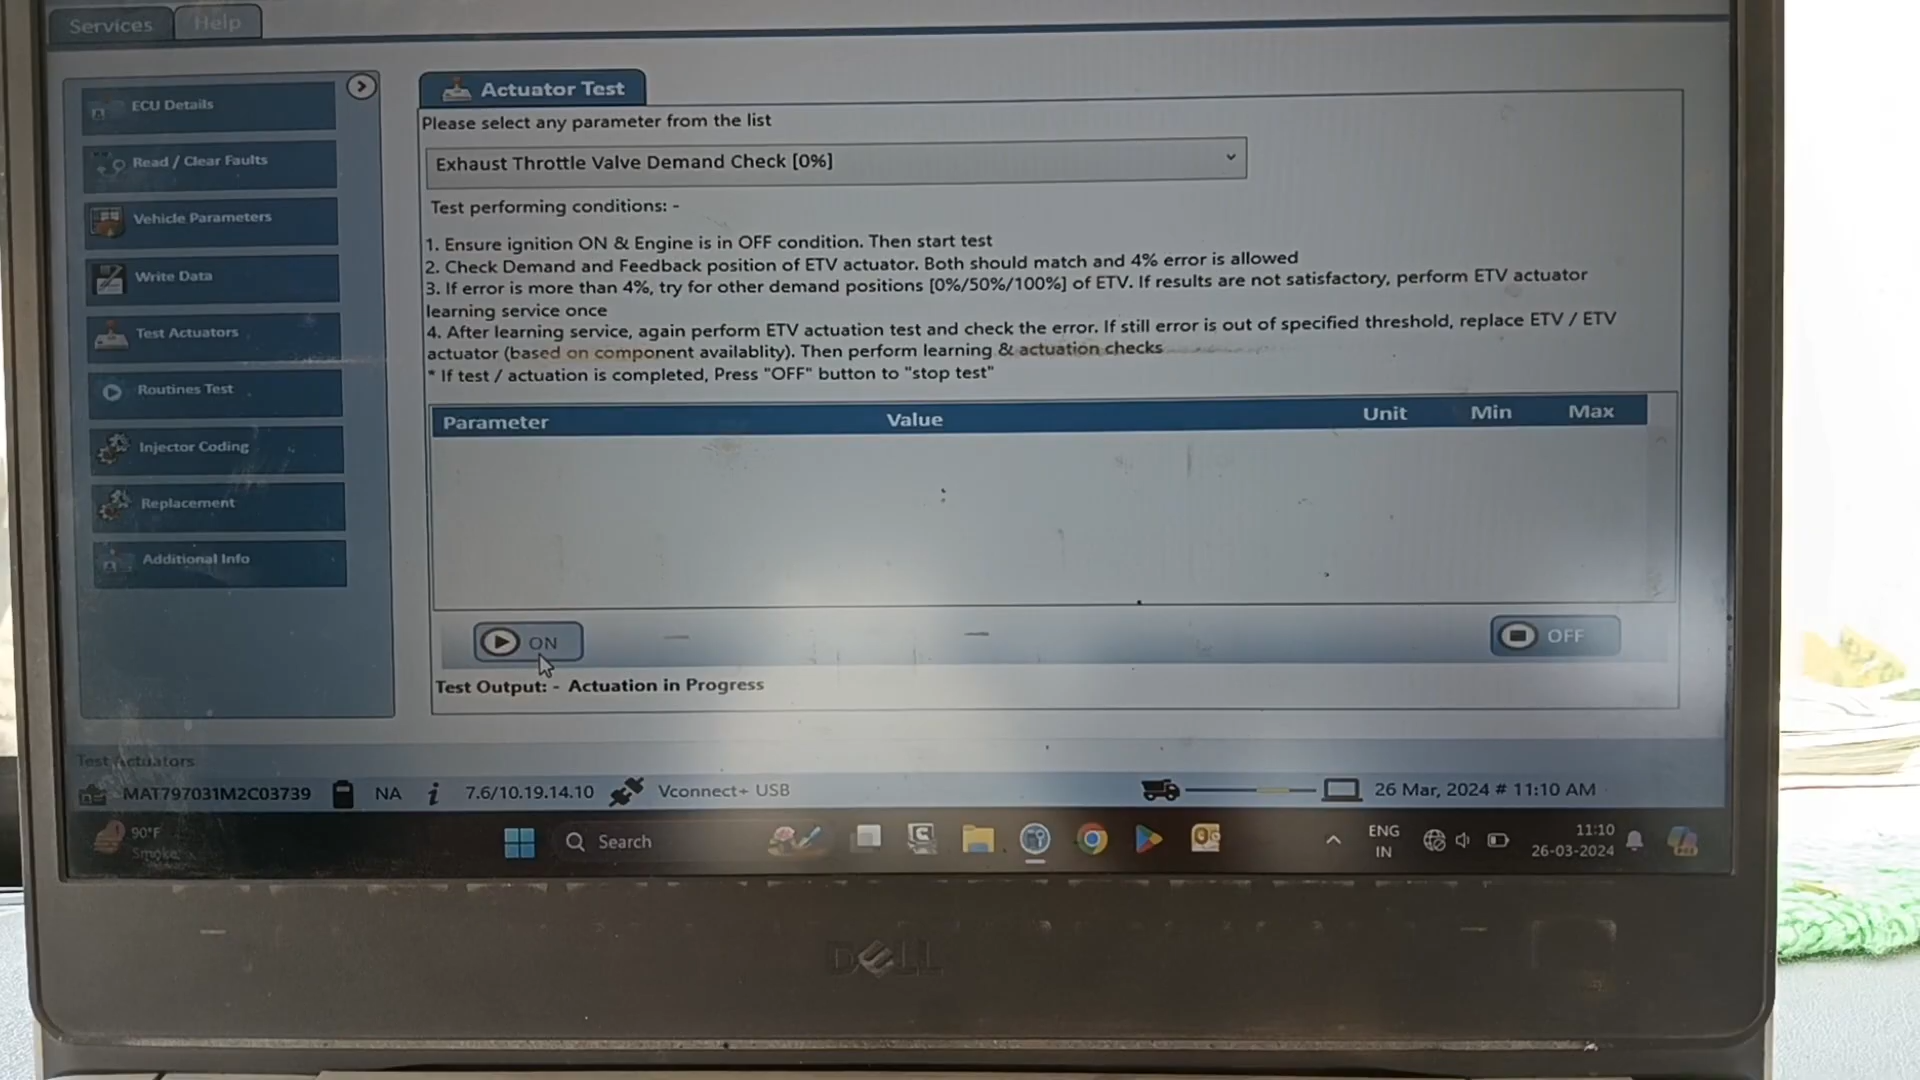 Services
Help
ECU Details
Read / Clear Faults
Vehicle Parameters
Write Data
Test Actuators
Routines Test
Injector Coding
Replacement
Additional Info
Actuator Test
Please select any parameter from the list
Exhaust Throttle Valve Demand Check [0%]
Test performing conditions: -
1. Ensure ignition ON & Engine is in OFF condition. Then start test
2. Check Demand and Feedback position of ETV actuator. Both should match and 4% error is allowed
3. If error is more than 4%, try for other demand positions [0%/50%/100%] of ETV. If results are not satisfactory, perform ETV actuator
learning service once
4. After learning service, again perform ETV actuation test and check the error. If still error is out of specified threshold, replace ETV / ETV
actuator (based on component availablity). Then perform learning & actuation checks
* If test / actuation is completed, Press "OFF" button to "stop test"
Parameter Value Unit Min Max
ON
OFF
Test Output: - Actuation in Progress
Test Actuators
MAT797031M2C03739 NA 7.6/10.19.14.10 Vconnect+ USB 26 Mar, 2024 # 11:10 AM
90°F
Smoke
Search
ENG
IN
11:10
26-03-2024
DELL